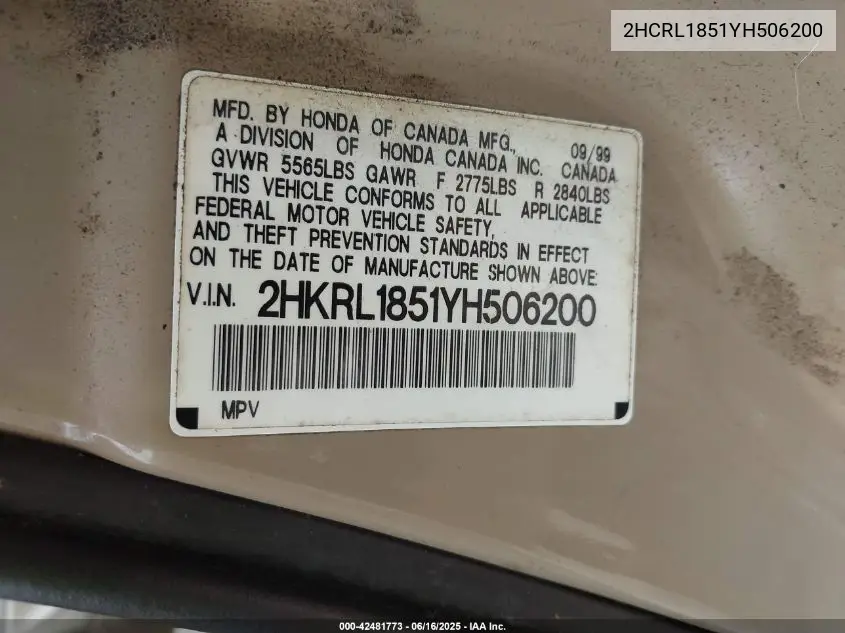 2HCRL1851YH506200
MFD. BY HONDA OF CANADA MFG., 09/99
A DIVISION OF HONDA CANADA INC. CANADA
GVWR 5565LBS GAWR F 2775LBS R 2840LBS
THIS VEHICLE CONFORMS TO ALL APPLICABLE
FEDERAL MOTOR VEHICLE SAFETY,
AND THEFT PREVENTION STANDARDS IN EFFECT
ON THE DATE OF MANUFACTURE SHOWN ABOVE:
V.I.N. 2HKRL1851YH506200
MPV
000-42481773 - 06/16/2025 - IAA Inc.